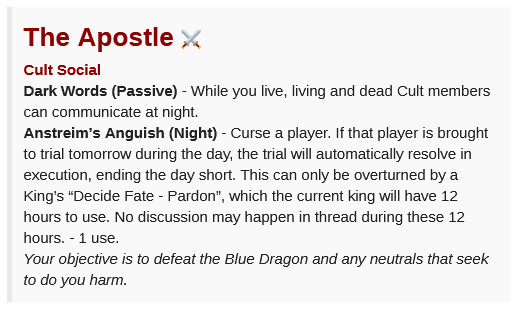 The Apostle ⚔️
Cult Social
Dark Words (Passive) - While you live, living and dead Cult members
can communicate at night.
Anstreim’s Anguish (Night) - Curse a player. If that player is brought
to trial tomorrow during the day, the trial will automatically resolve in
execution, ending the day short. This can only be overturned by a
King’s “Decide Fate - Pardon”, which the current king will have 12
hours to use. No discussion may happen in thread during these 12
hours. - 1 use.
Your objective is to defeat the Blue Dragon and any neutrals that seek
to do you harm.